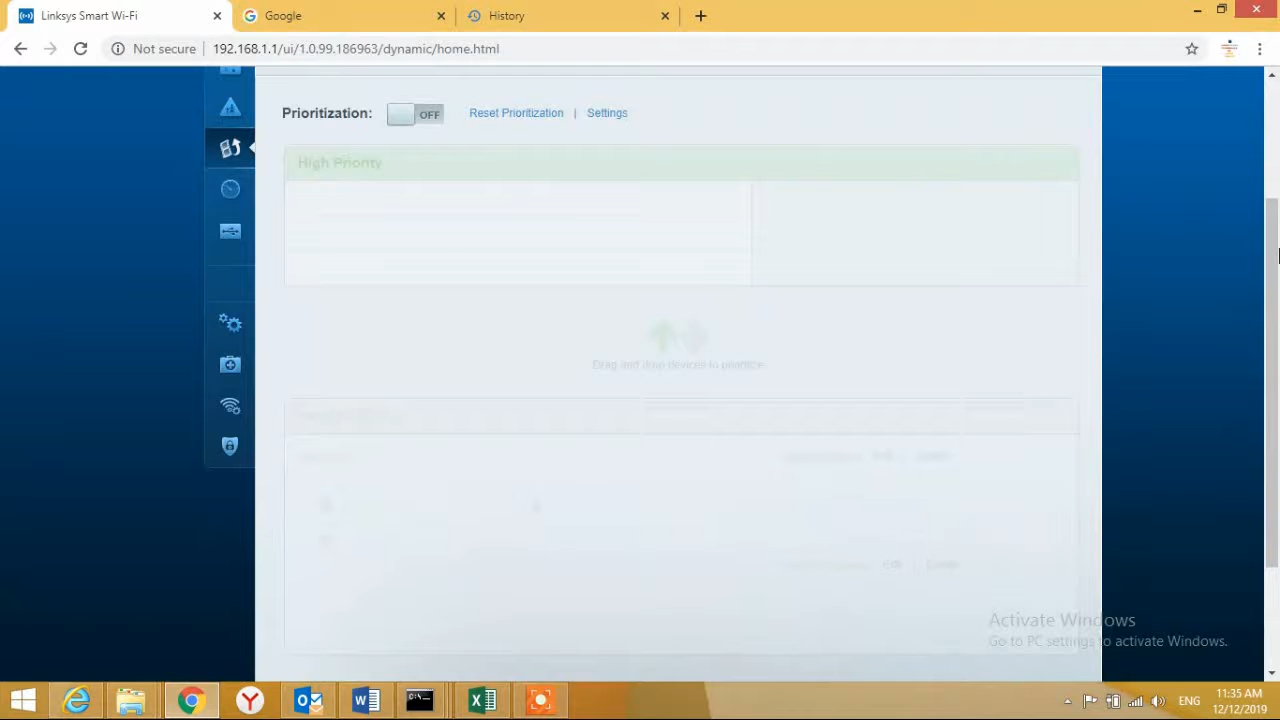 Linksys Smart Wi-Fi
Google
History
Not secure
192.168.1.1/ui/1.0.99.186963/dynamic/home.html
Prioritization:
OFF
Reset Prioritization | Settings
High Priority
Drag and drop devices to prioritize
Edit
Activate Windows
Go to PC settings to activate Windows.
ENG
11:35 AM
12/12/2019